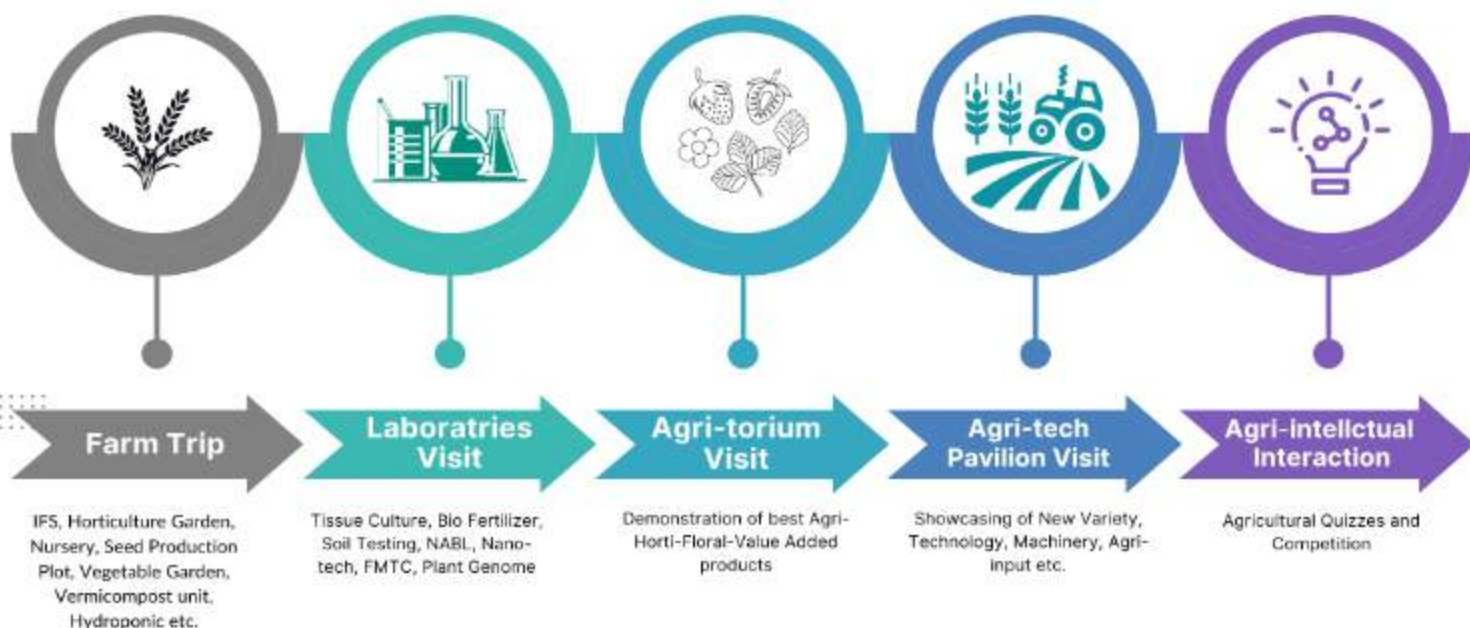 Farm Trip
IFS, Horticulture Garden,
Nursery, Seed Production
Plot, Vegetable Garden,
Vermicompost unit,
Hydroponic etc.
Laboratries
Visit
Tissue Culture, Bio Fertilizer,
Soil Testing, NABL, Nano-
tech, FMTC, Plant Genome
Agri-torium
Visit
Demonstration of best Agri-
Horti-Floral-Value Added
products
Agri-tech
Pavilion Visit
Showcasing of New Variety,
Technology, Machinery, Agri-
input etc.
Agri-intellctual
Interaction
Agricultural Quizzes and
Competition